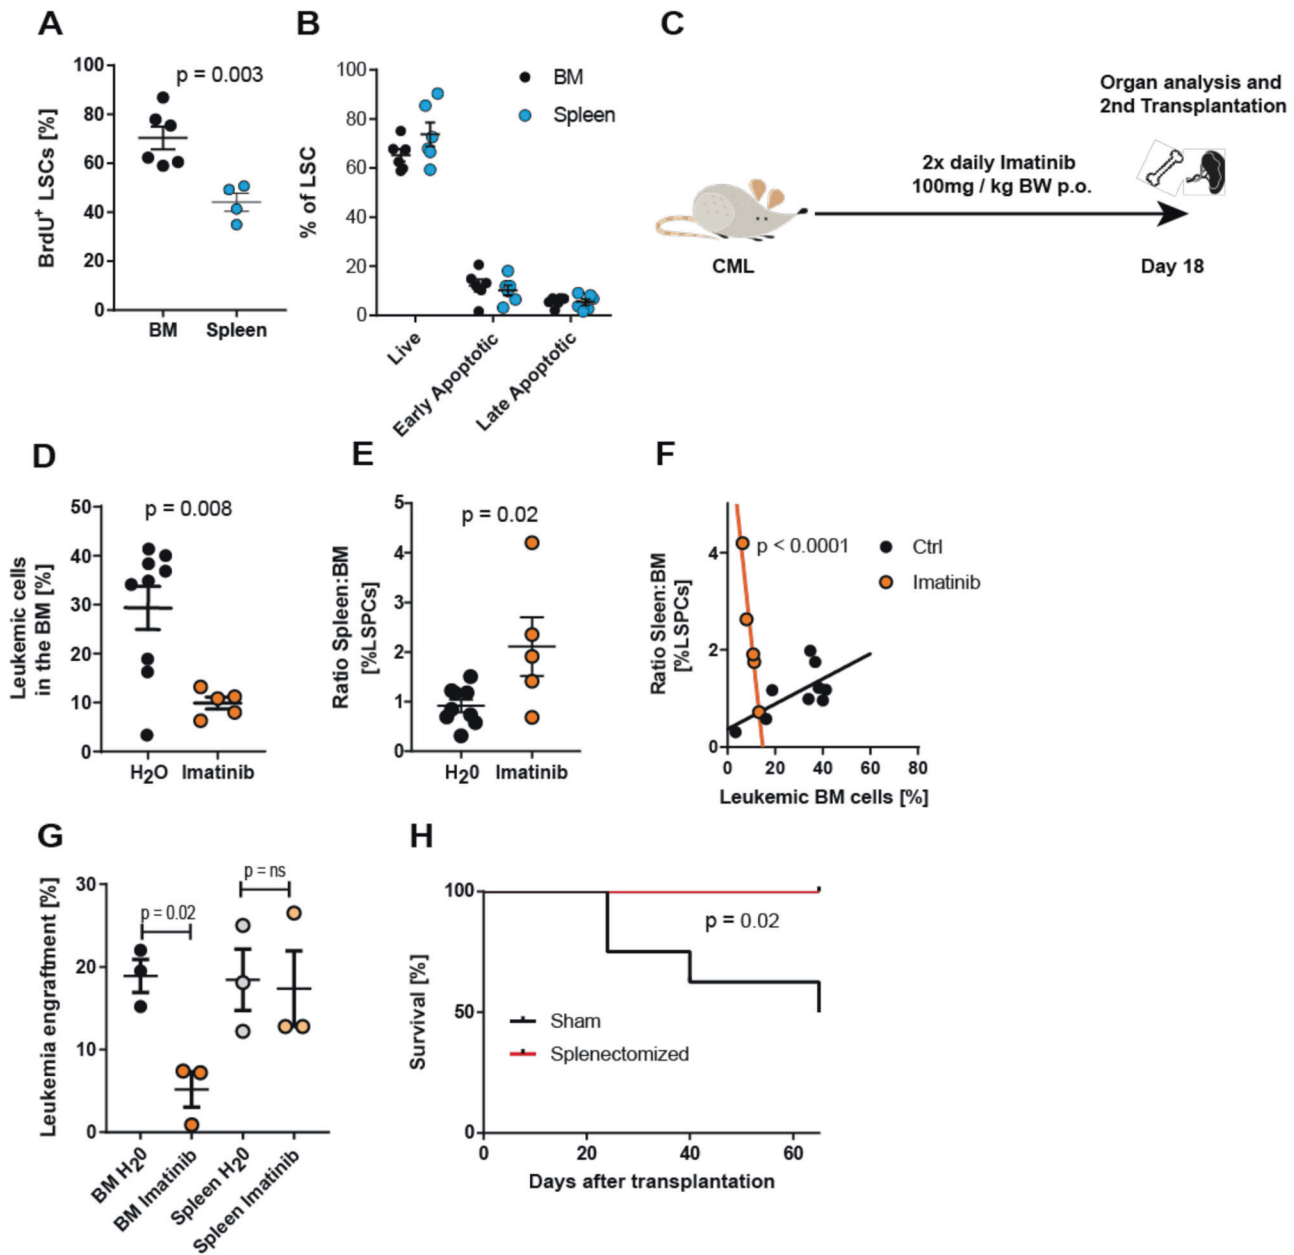 A
BrdU+ LSCs [%]
100
80
60
40
20
0
p = 0.003
BM
Spleen
B
% of LSC
100
80
60
40
20
0
BM
Spleen
Live
Early Apoptotic
Late Apoptotic
C
Organ analysis and
2nd Transplantation
2x daily Imatinib
100mg / kg BW p.o.
CML
Day 18
D
Leukemic cells
in the BM [%]
50
40
30
20
10
0
p = 0.008
H2O
Imatinib
E
Ratio Spleen:BM
[%LSPCs]
5
4
3
2
1
0
p = 0.02
H20
Imatinib
F
Ratio Sleen:BM
[%LSPCs]
4
2
0
p < 0.0001
Ctrl
Imatinib
0
20
40
60
80
Leukemic BM cells [%]
G
Leukemia engraftment [%]
30
20
10
0
p = 0.02
p = ns
BM H20
BM Imatinib
Spleen H20
Spleen Imatinib
H
Survival [%]
100
50
0
p = 0.02
Sham
Splenectomized
0
20
40
60
Days after transplantation